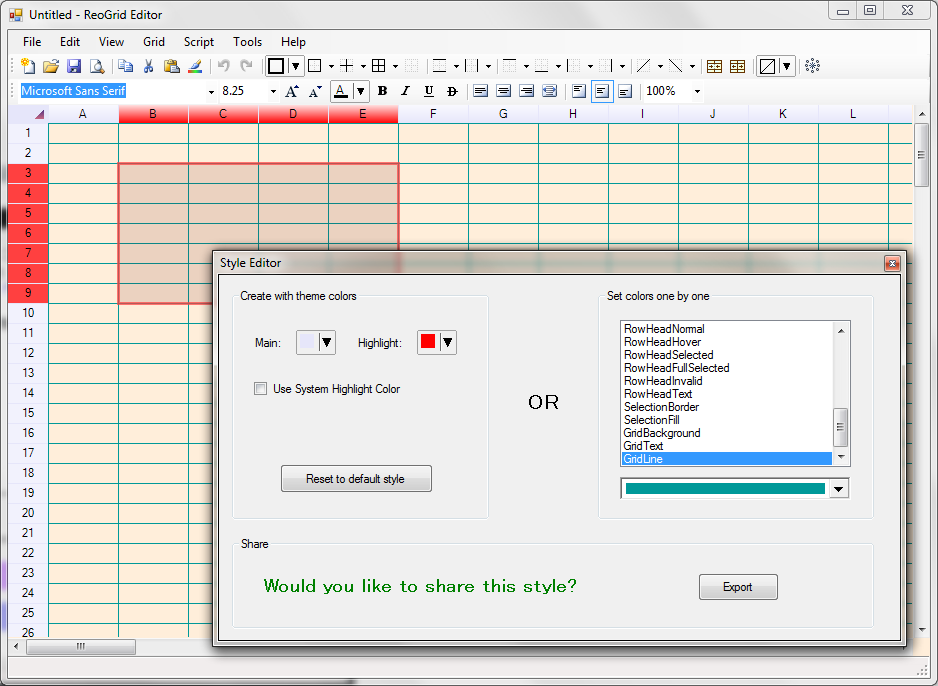 Untitled - ReoGrid Editor
File Edit View Grid Script Tools Help
Microsoft Sans Serif 8.25 A A A B I U D 100%
A B C D E F G H I J K L
1
2
3
4
5
6
7
8
9
10
11
12
13
14
15
16
17
18
19
20
21
22
23
24
25
26
Style Editor
Create with theme colors
Main: Highlight:
Use System Highlight Color
Reset to default style
OR
Set colors one by one
RowHeadNormal
RowHeadHover
RowHeadSelected
RowHeadFullSelected
RowHeadInvalid
RowHeadText
SelectionBorder
SelectionFill
GridBackground
GridText
GridLine
Share
Would you like to share this style?
Export